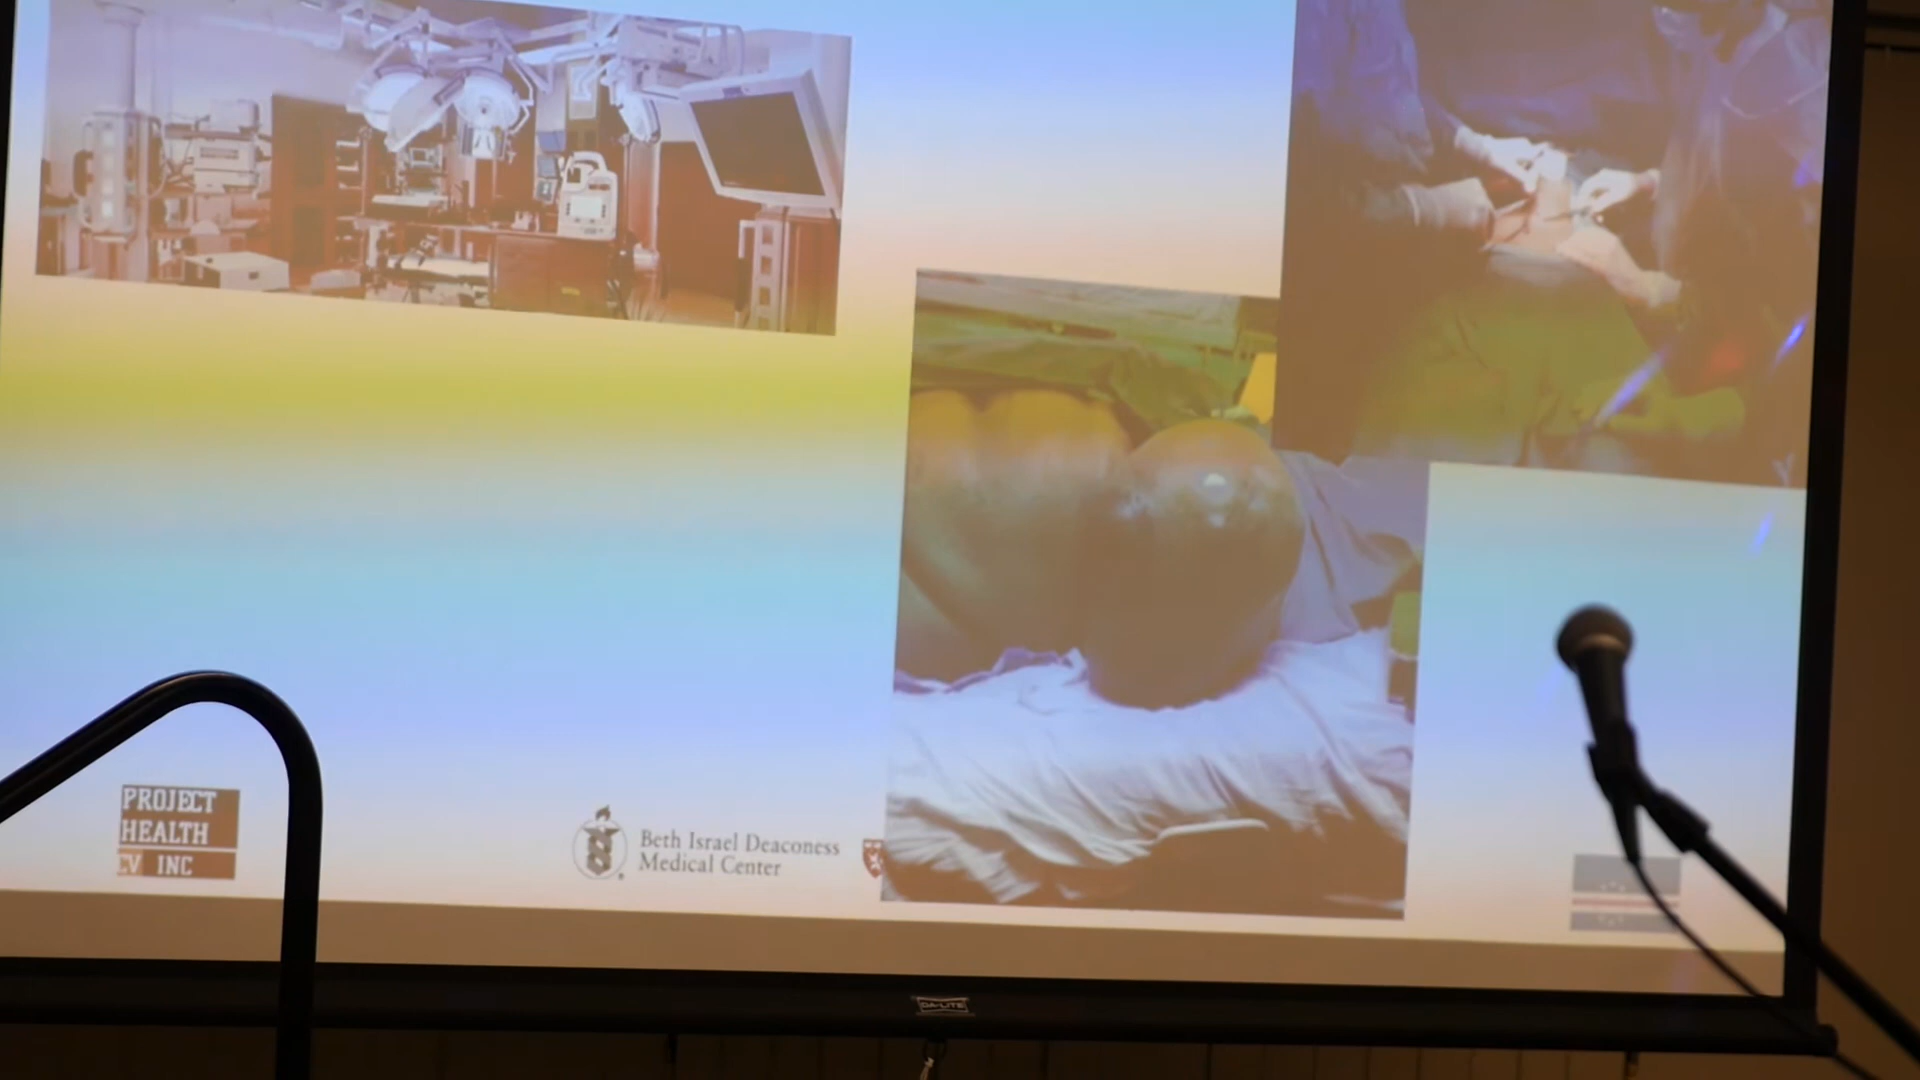 PROJECT
HEALTH
CV INC
Beth Israel Deaconess
Medical Center
DA-LITE